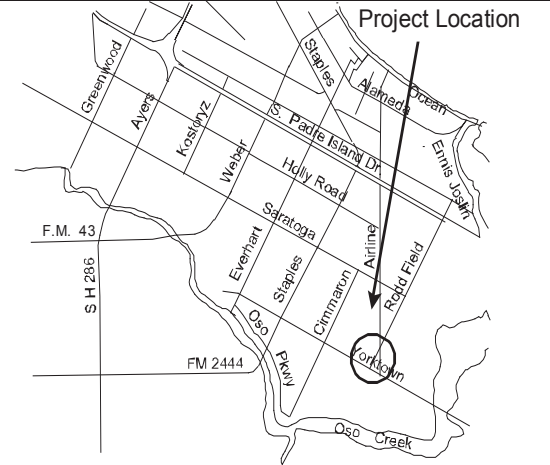 Project Location
Staples
Greenwood
Alameda
Ocean
Ayers
Kostoryz
S. Padre Island Dr.
Weber
Holly Road
Ennis Joslin
Saratoga
F.M. 43
Everhart
Airline
Staples
Rodd Field
S H 286
Cimmaron
Oso
Pkwy
Yorktown
FM 2444
Oso Creek